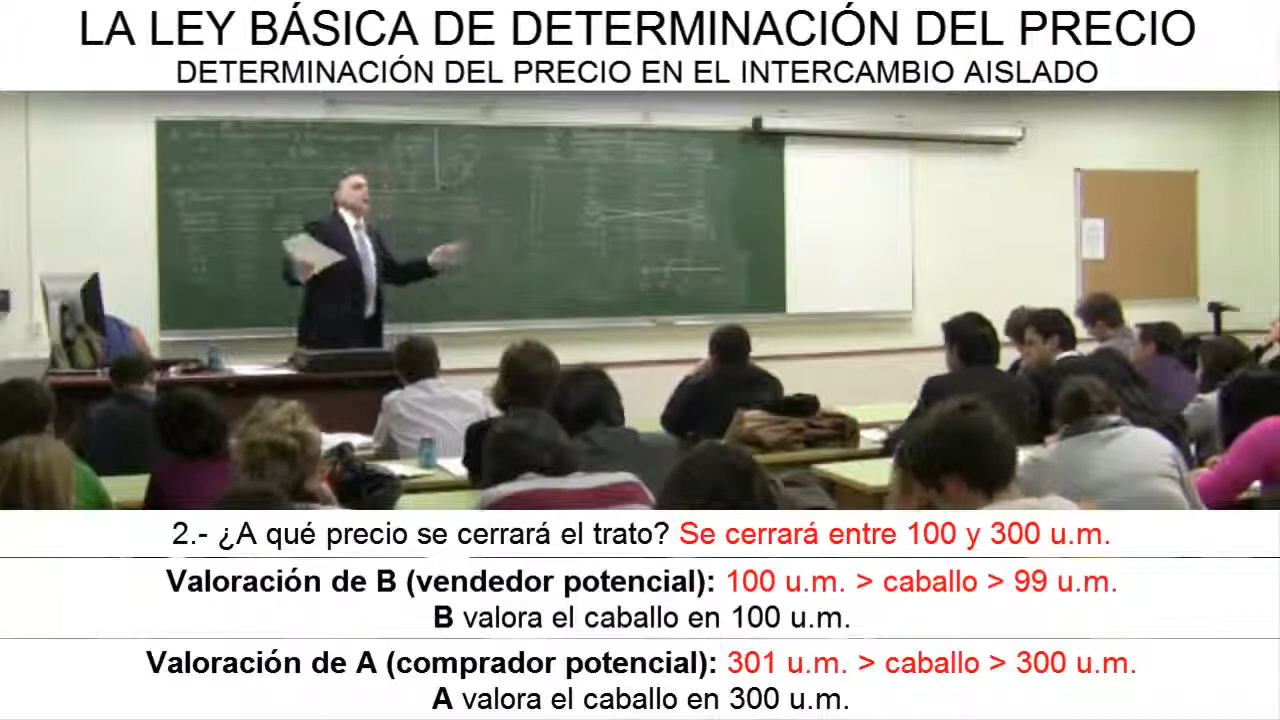 LA LEY BÁSICA DE DETERMINACIÓN DEL PRECIO
DETERMINACIÓN DEL PRECIO EN EL INTERCAMBIO AISLADO
2.- ¿A qué precio se cerrará el trato? Se cerrará entre 100 y 300 u.m.
Valoración de B (vendedor potencial): 100 u.m. > caballo > 99 u.m.
B valora el caballo en 100 u.m.
Valoración de A (comprador potencial): 301 u.m. > caballo > 300 u.m.
A valora el caballo en 300 u.m.